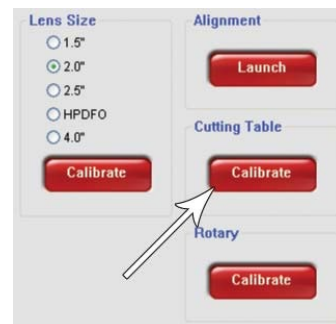 Lens Size
1.5"
2.0"
2.5"
HPDFO
4.0"
Calibrate
Alignment
Launch
Cutting Table
Calibrate
Rotary
Calibrate